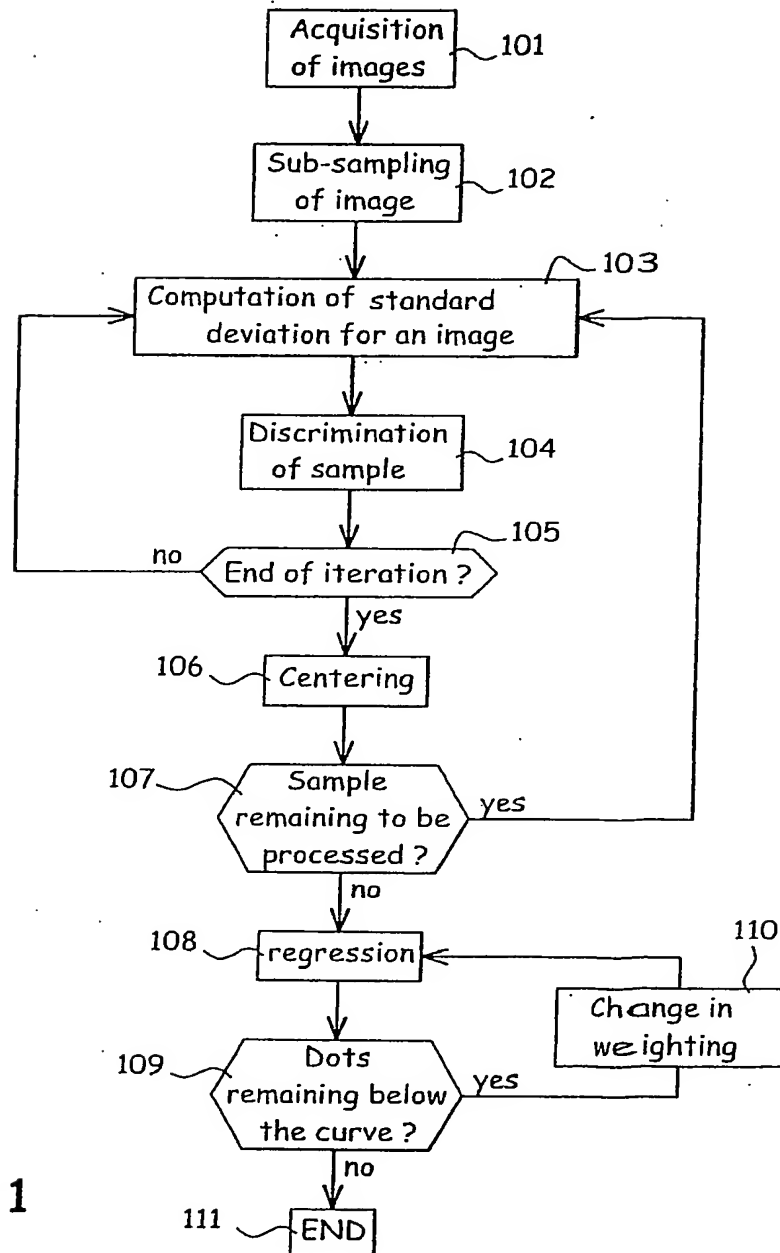 Acquisition
of images
101
Sub-sampling
of image
102
103
Computation of standard
deviation for an image
Discrimination
of sample
104
105
no
End of iteration ?
yes
106
Centering
107
Sample
remaining to be
processed ?
yes
no
108
regression
110
Change in
weighting
109
Dots
remaining below
the curve ?
yes
no
1
111
END